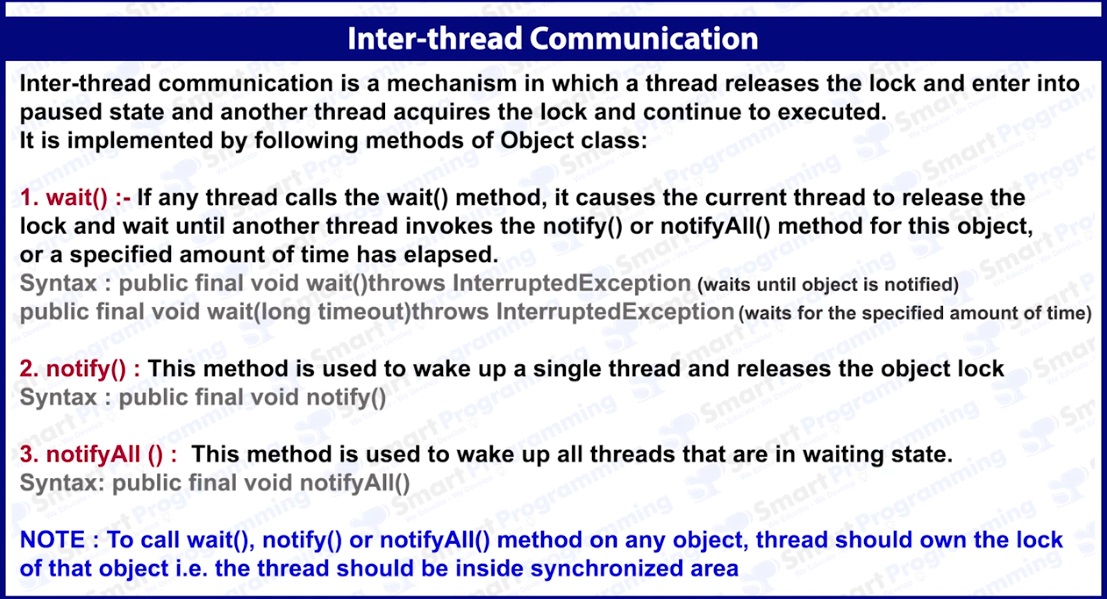 Inter-thread Communication
Inter-thread communication is a mechanism in which a thread releases the lock and enter into
paused state and another thread acquires the lock and continue to executed.
It is implemented by following methods of Object class:
1. wait() :- If any thread calls the wait() method, it causes the current thread to release the
lock and wait until another thread invokes the notify() or notifyAll() method for this object,
or a specified amount of time has elapsed.
Syntax : public final void wait()throws InterruptedException (waits until object is notified)
public final void wait(long timeout)throws InterruptedException (waits for the specified amount of time)
2. notify() : This method is used to wake up a single thread and releases the object lock
Syntax : public final void notify()
3. notifyAll () :  This method is used to wake up all threads that are in waiting state.
Syntax: public final void notifyAll()
NOTE : To call wait(), notify() or notifyAll() method on any object, thread should own the lock
of that object i.e. the thread should be inside synchronized area